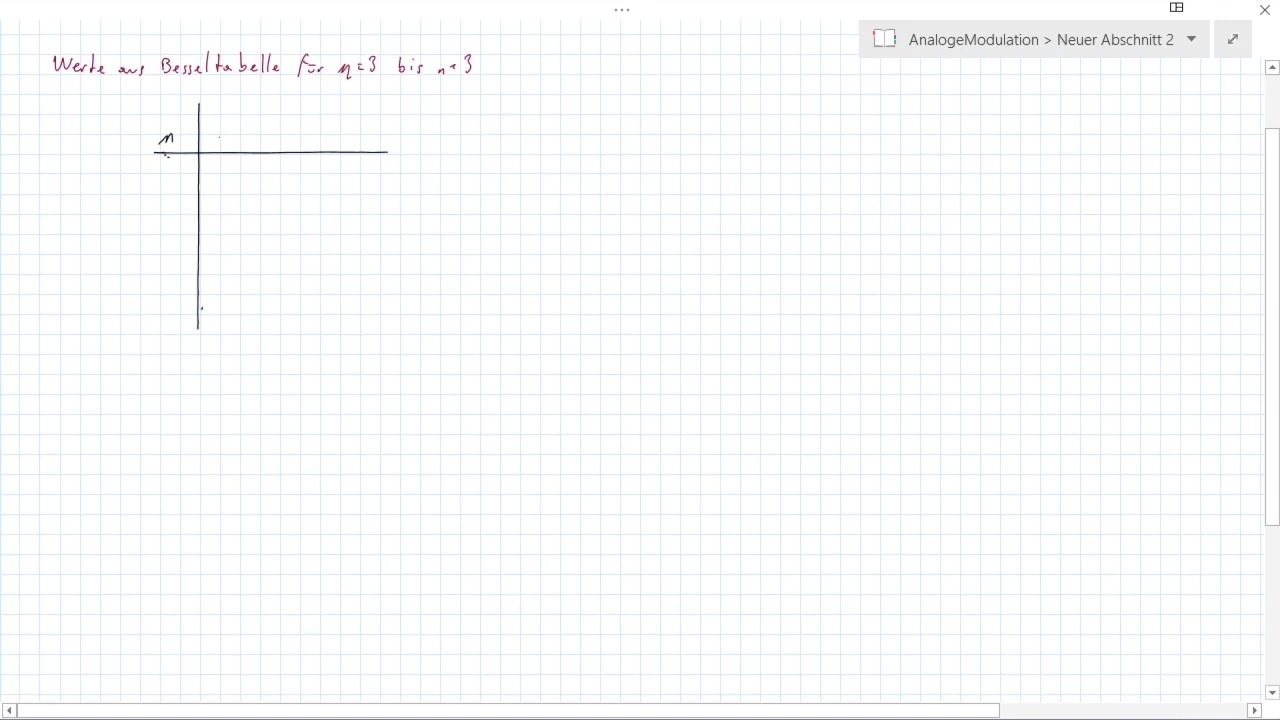 AnalogeModulation > Neuer Abschnitt 2
Werte aus Besseltabelle für η=3 bis n=3
n